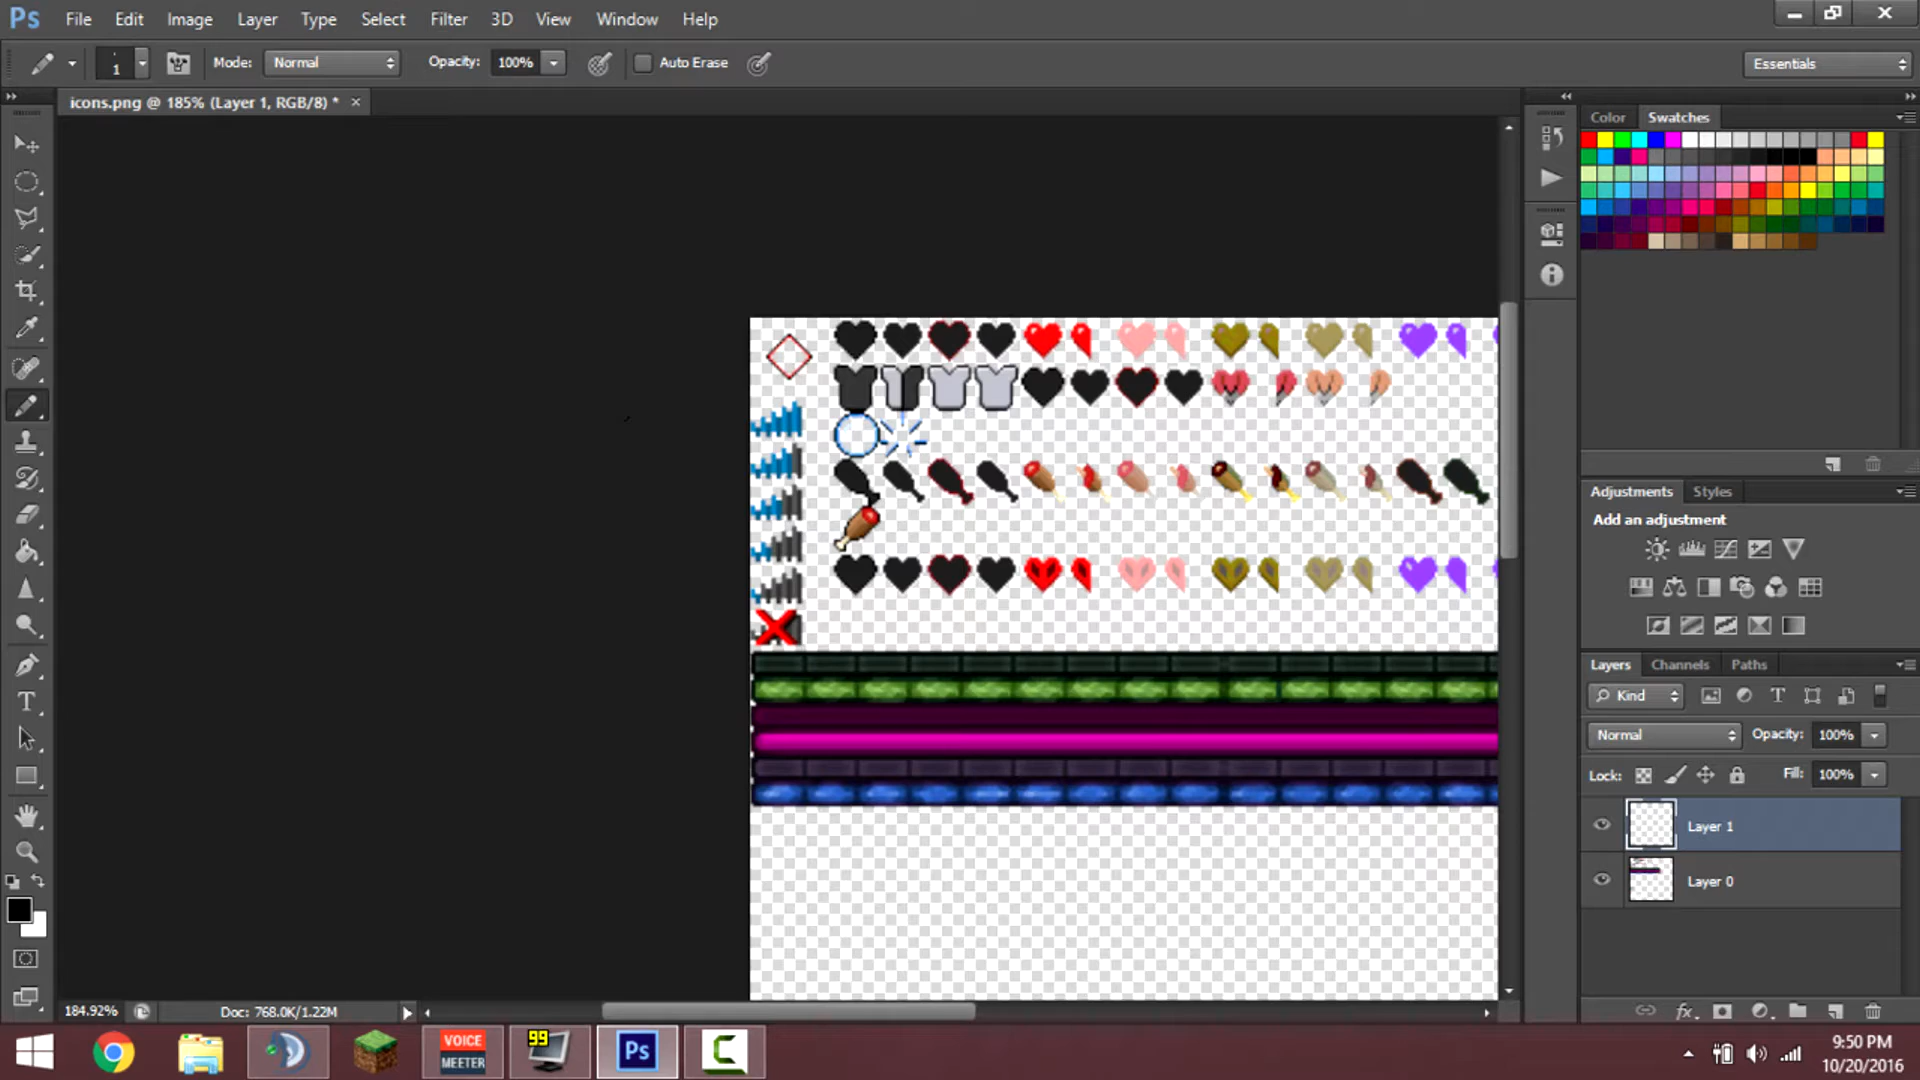 Ps File Edit Image Layer Type Select Filter 3D View Window Help
1 Mode: Normal Opacity: 100% Auto Erase Essentials
icons.png @ 185% (Layer 1, RGB/8) *
Color Swatches
Adjustments Styles
Add an adjustment
Layers Channels Paths
Kind
Normal Opacity: 100%
Lock: Fill: 100%
Layer 1
Layer 0
184.92% Doc: 768.0K/1.22M
VOICE
MEETER
99
Ps
C
9:50 PM
10/20/2016